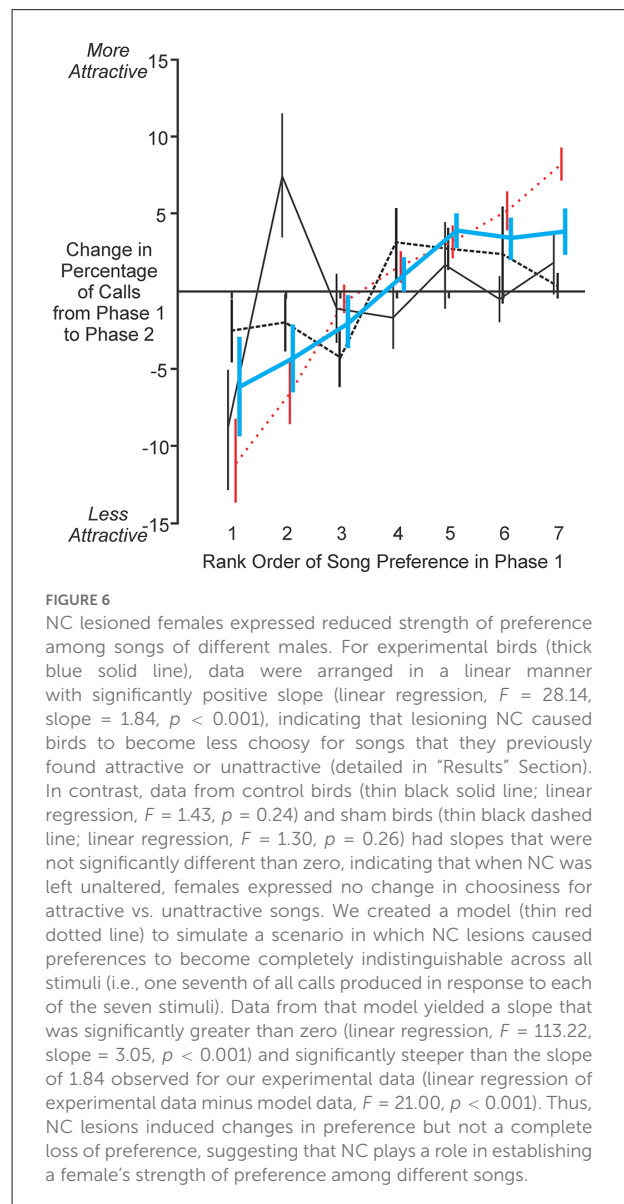 More
Attractive
15
10
5
Change in
Percentage
of Calls
from Phase 1
to Phase 2
-5
-10
Less
Attractive
-15
1 2 3 4 5 6 7
Rank Order of Song Preference in Phase 1
FIGURE 6
NC lesioned females expressed reduced strength of preference
among songs of different males. For experimental birds (thick
blue solid line), data were arranged in a linear manner
with significantly positive slope (linear regression, F = 28.14,
slope = 1.84, p < 0.001), indicating that lesioning NC caused
birds to become less choosy for songs that they previously
found attractive or unattractive (detailed in “Results” Section).
In contrast, data from control birds (thin black solid line; linear
regression, F = 1.43, p = 0.24) and sham birds (thin black dashed
line; linear regression, F = 1.30, p = 0.26) had slopes that were
not significantly different than zero, indicating that when NC was
left unaltered, females expressed no change in choosiness for
attractive vs. unattractive songs. We created a model (thin red
dotted line) to simulate a scenario in which NC lesions caused
preferences to become completely indistinguishable across all
stimuli (i.e., one seventh of all calls produced in response to each
of the seven stimuli). Data from that model yielded a slope that
was significantly greater than zero (linear regression, F = 113.22,
slope = 3.05, p < 0.001) and significantly steeper than the slope
of 1.84 observed for our experimental data (linear regression of
experimental data minus model data, F = 21.00, p < 0.001). Thus,
NC lesions induced changes in preference but not a complete
loss of preference, suggesting that NC plays a role in establishing
a female’s strength of preference among different songs.